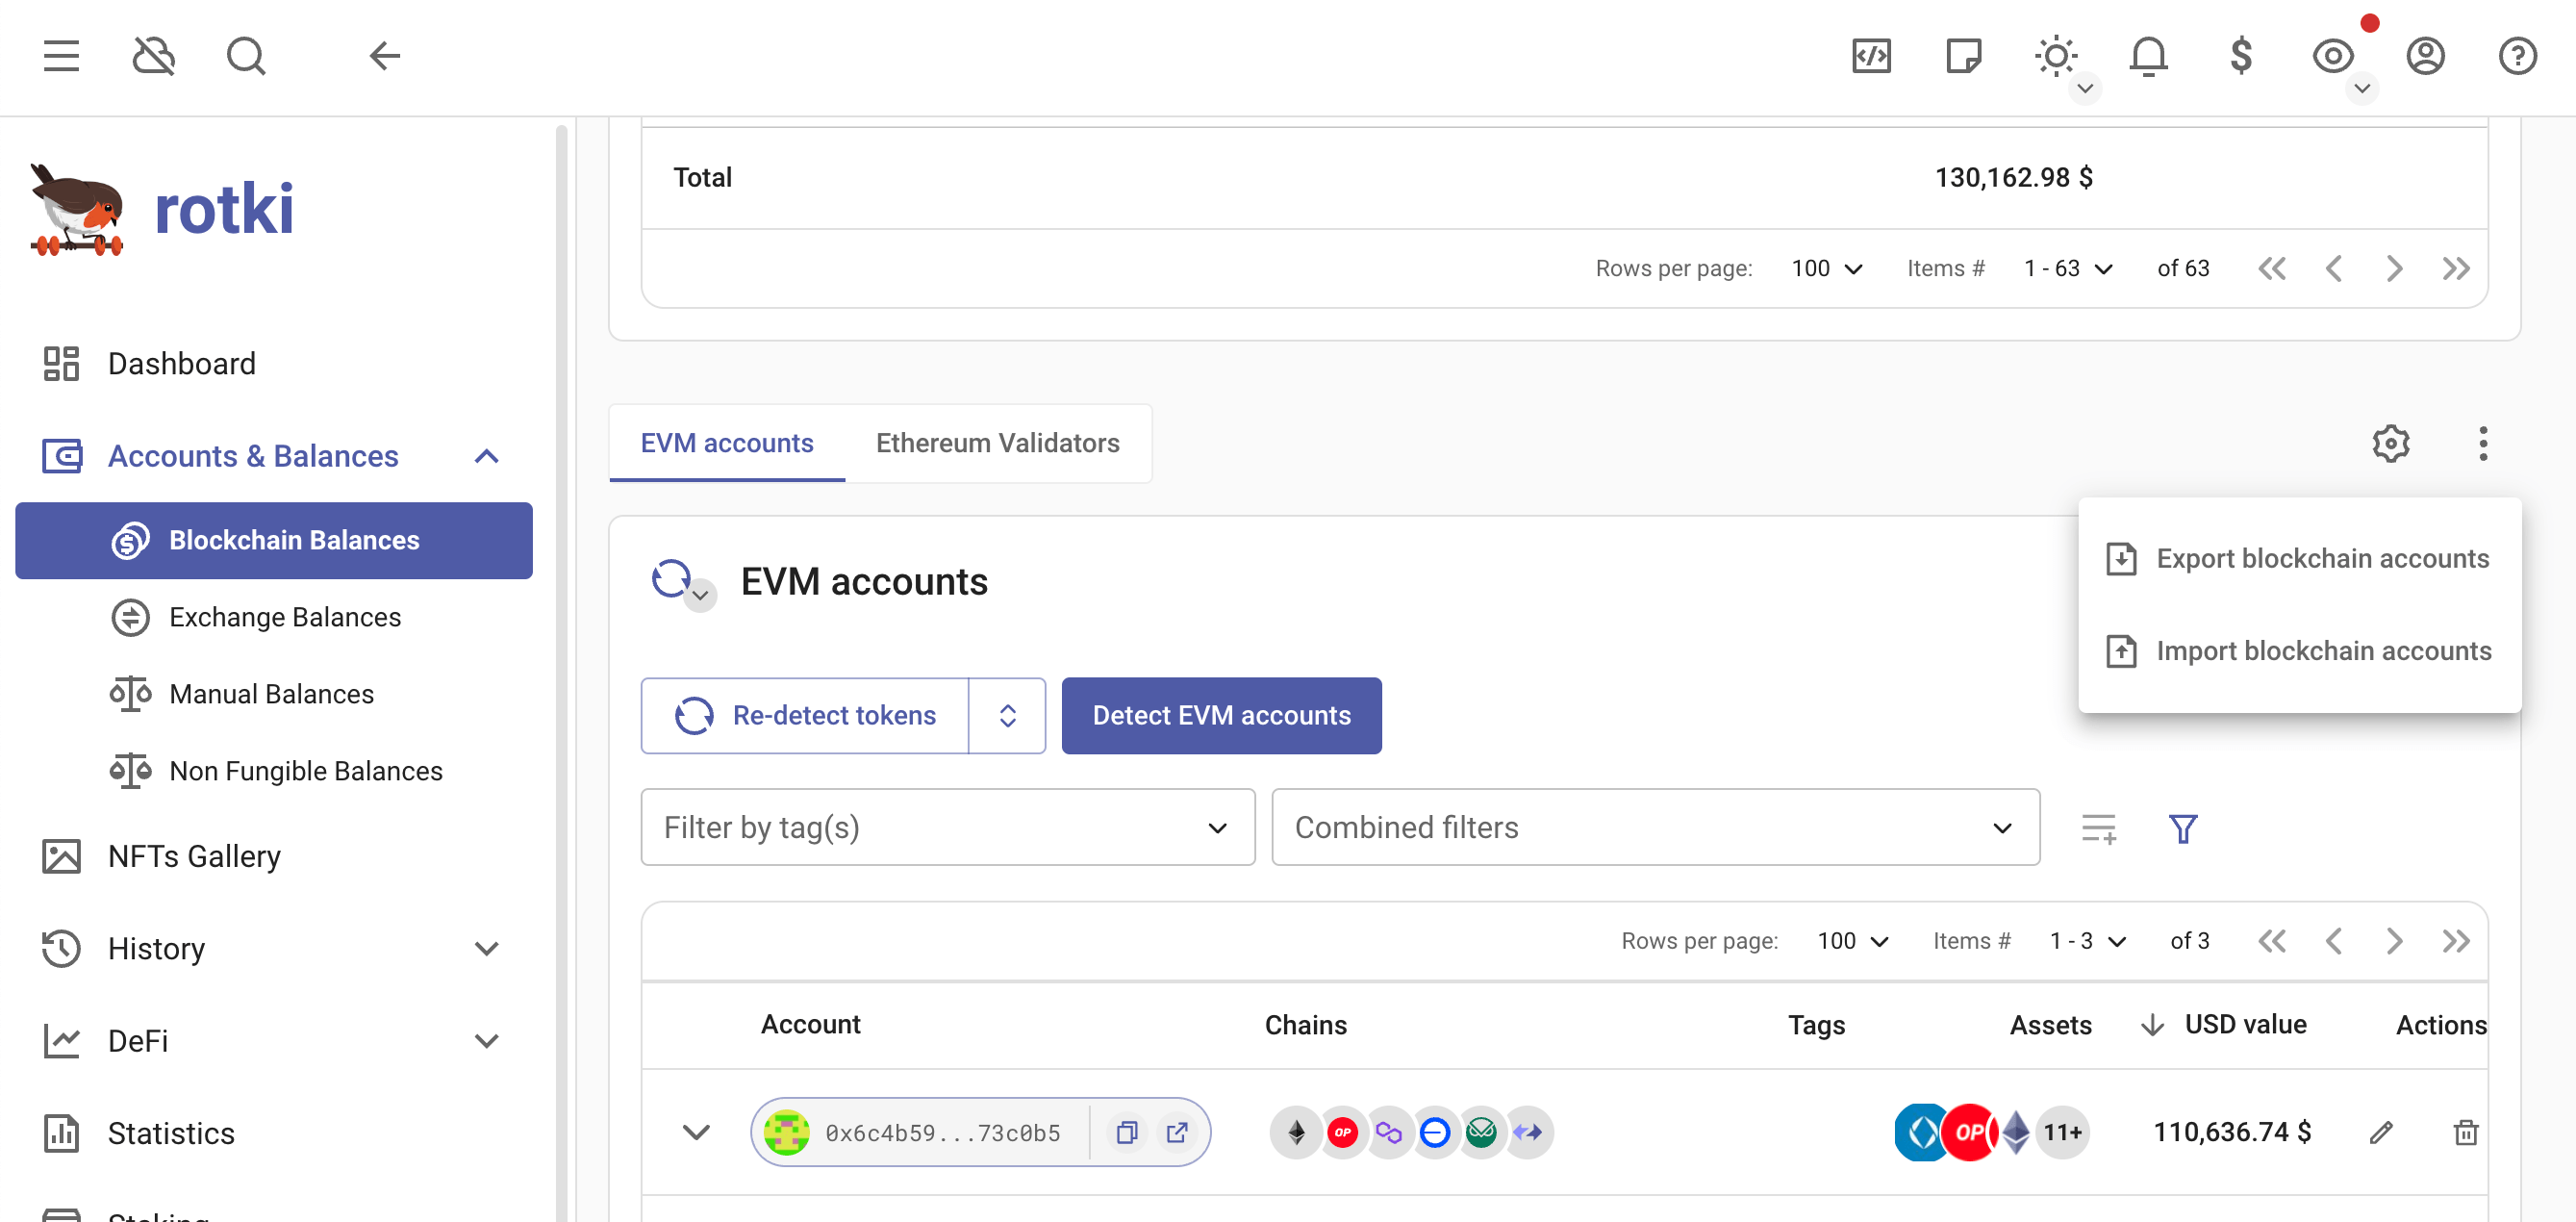 rotki
Dashboard
Accounts & Balances
Blockchain Balances
Exchange Balances
Manual Balances
Non Fungible Balances
NFTs Gallery
History
DeFi
Statistics
Staking
Total 130,162.98 $
Rows per page: 100 Items # 1 - 63 of 63
EVM accounts Ethereum Validators
Export blockchain accounts
Import blockchain accounts
EVM accounts
Re-detect tokens Detect EVM accounts
Filter by tag(s) Combined filters
Rows per page: 100 Items # 1 - 3 of 3
Account Chains Tags Assets USD value Actions
0x6c4b59...73c0b5 OP OP 11+ 110,636.74 $